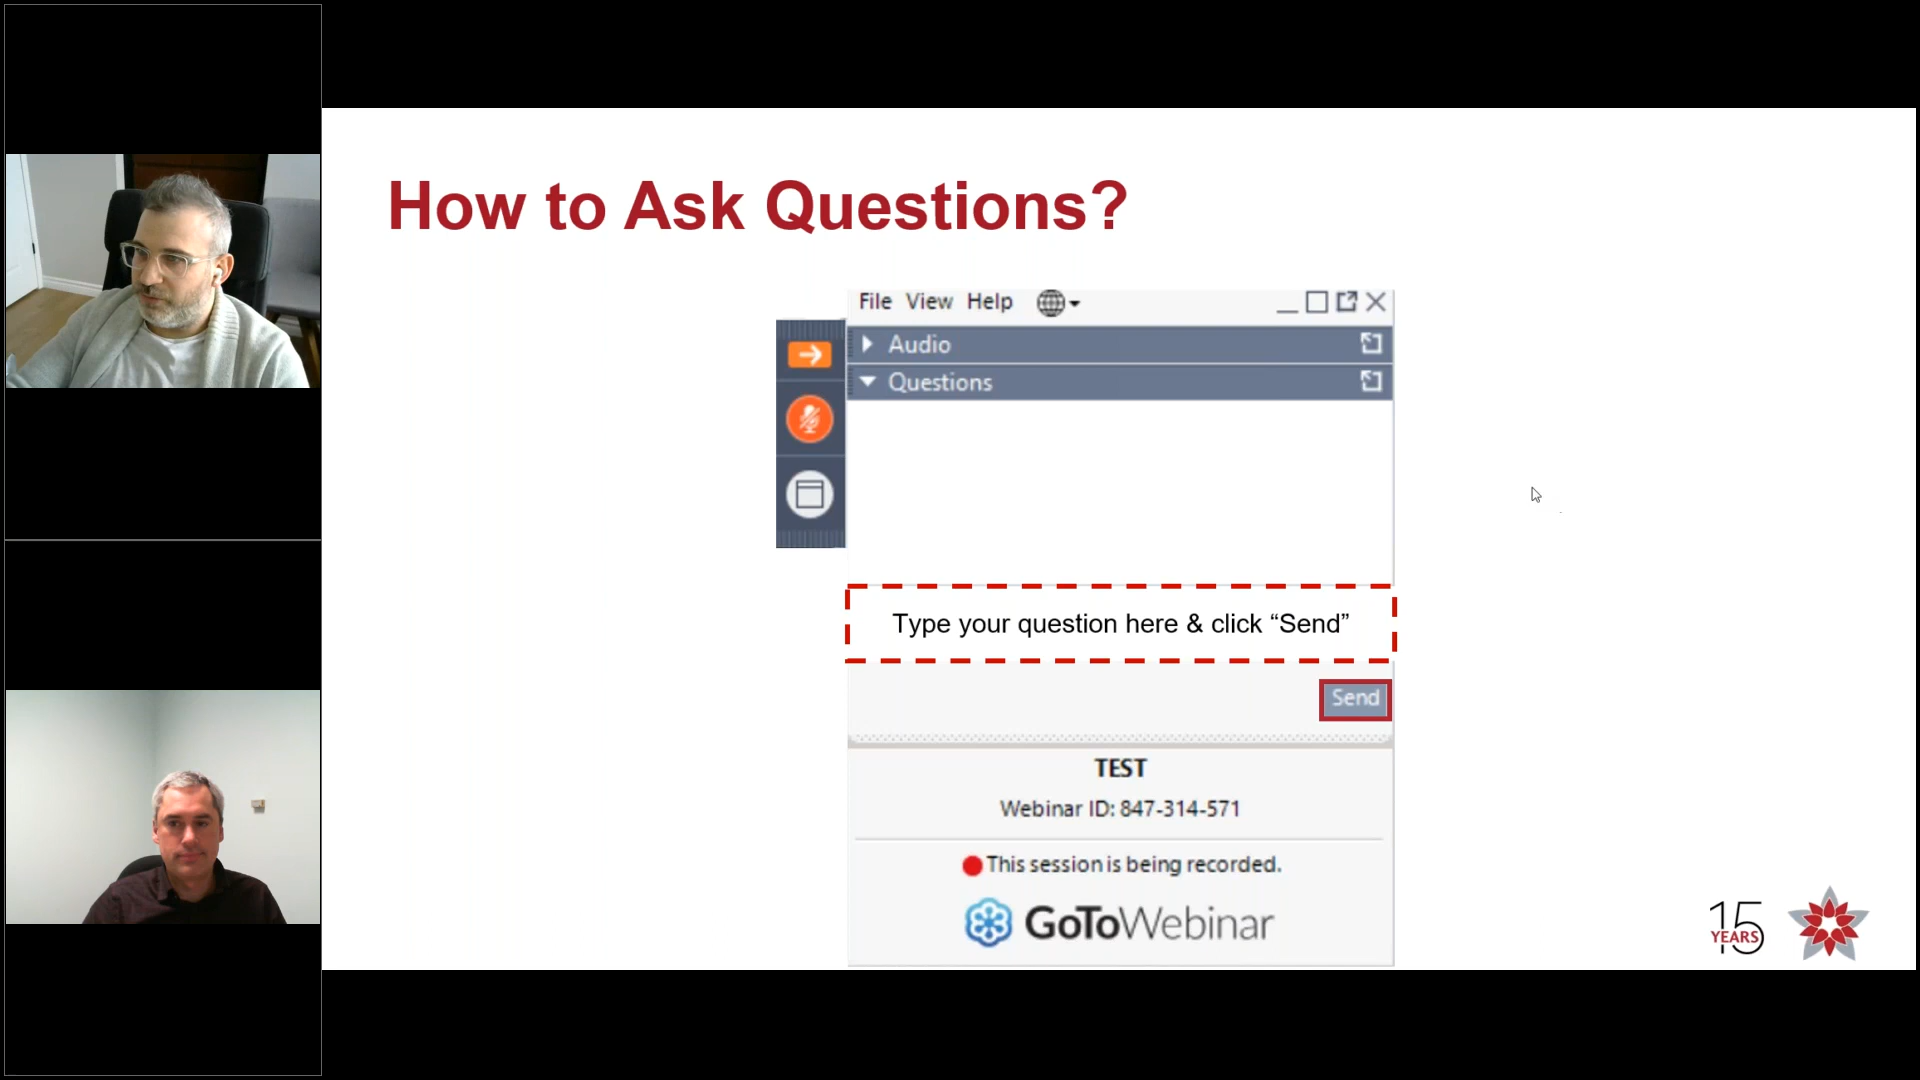 How to Ask Questions?
File View Help
Audio
Questions
Type your question here & click “Send”
Send
TEST
Webinar ID: 847-314-571
This session is being recorded.
GoToWebinar
15
YEARS